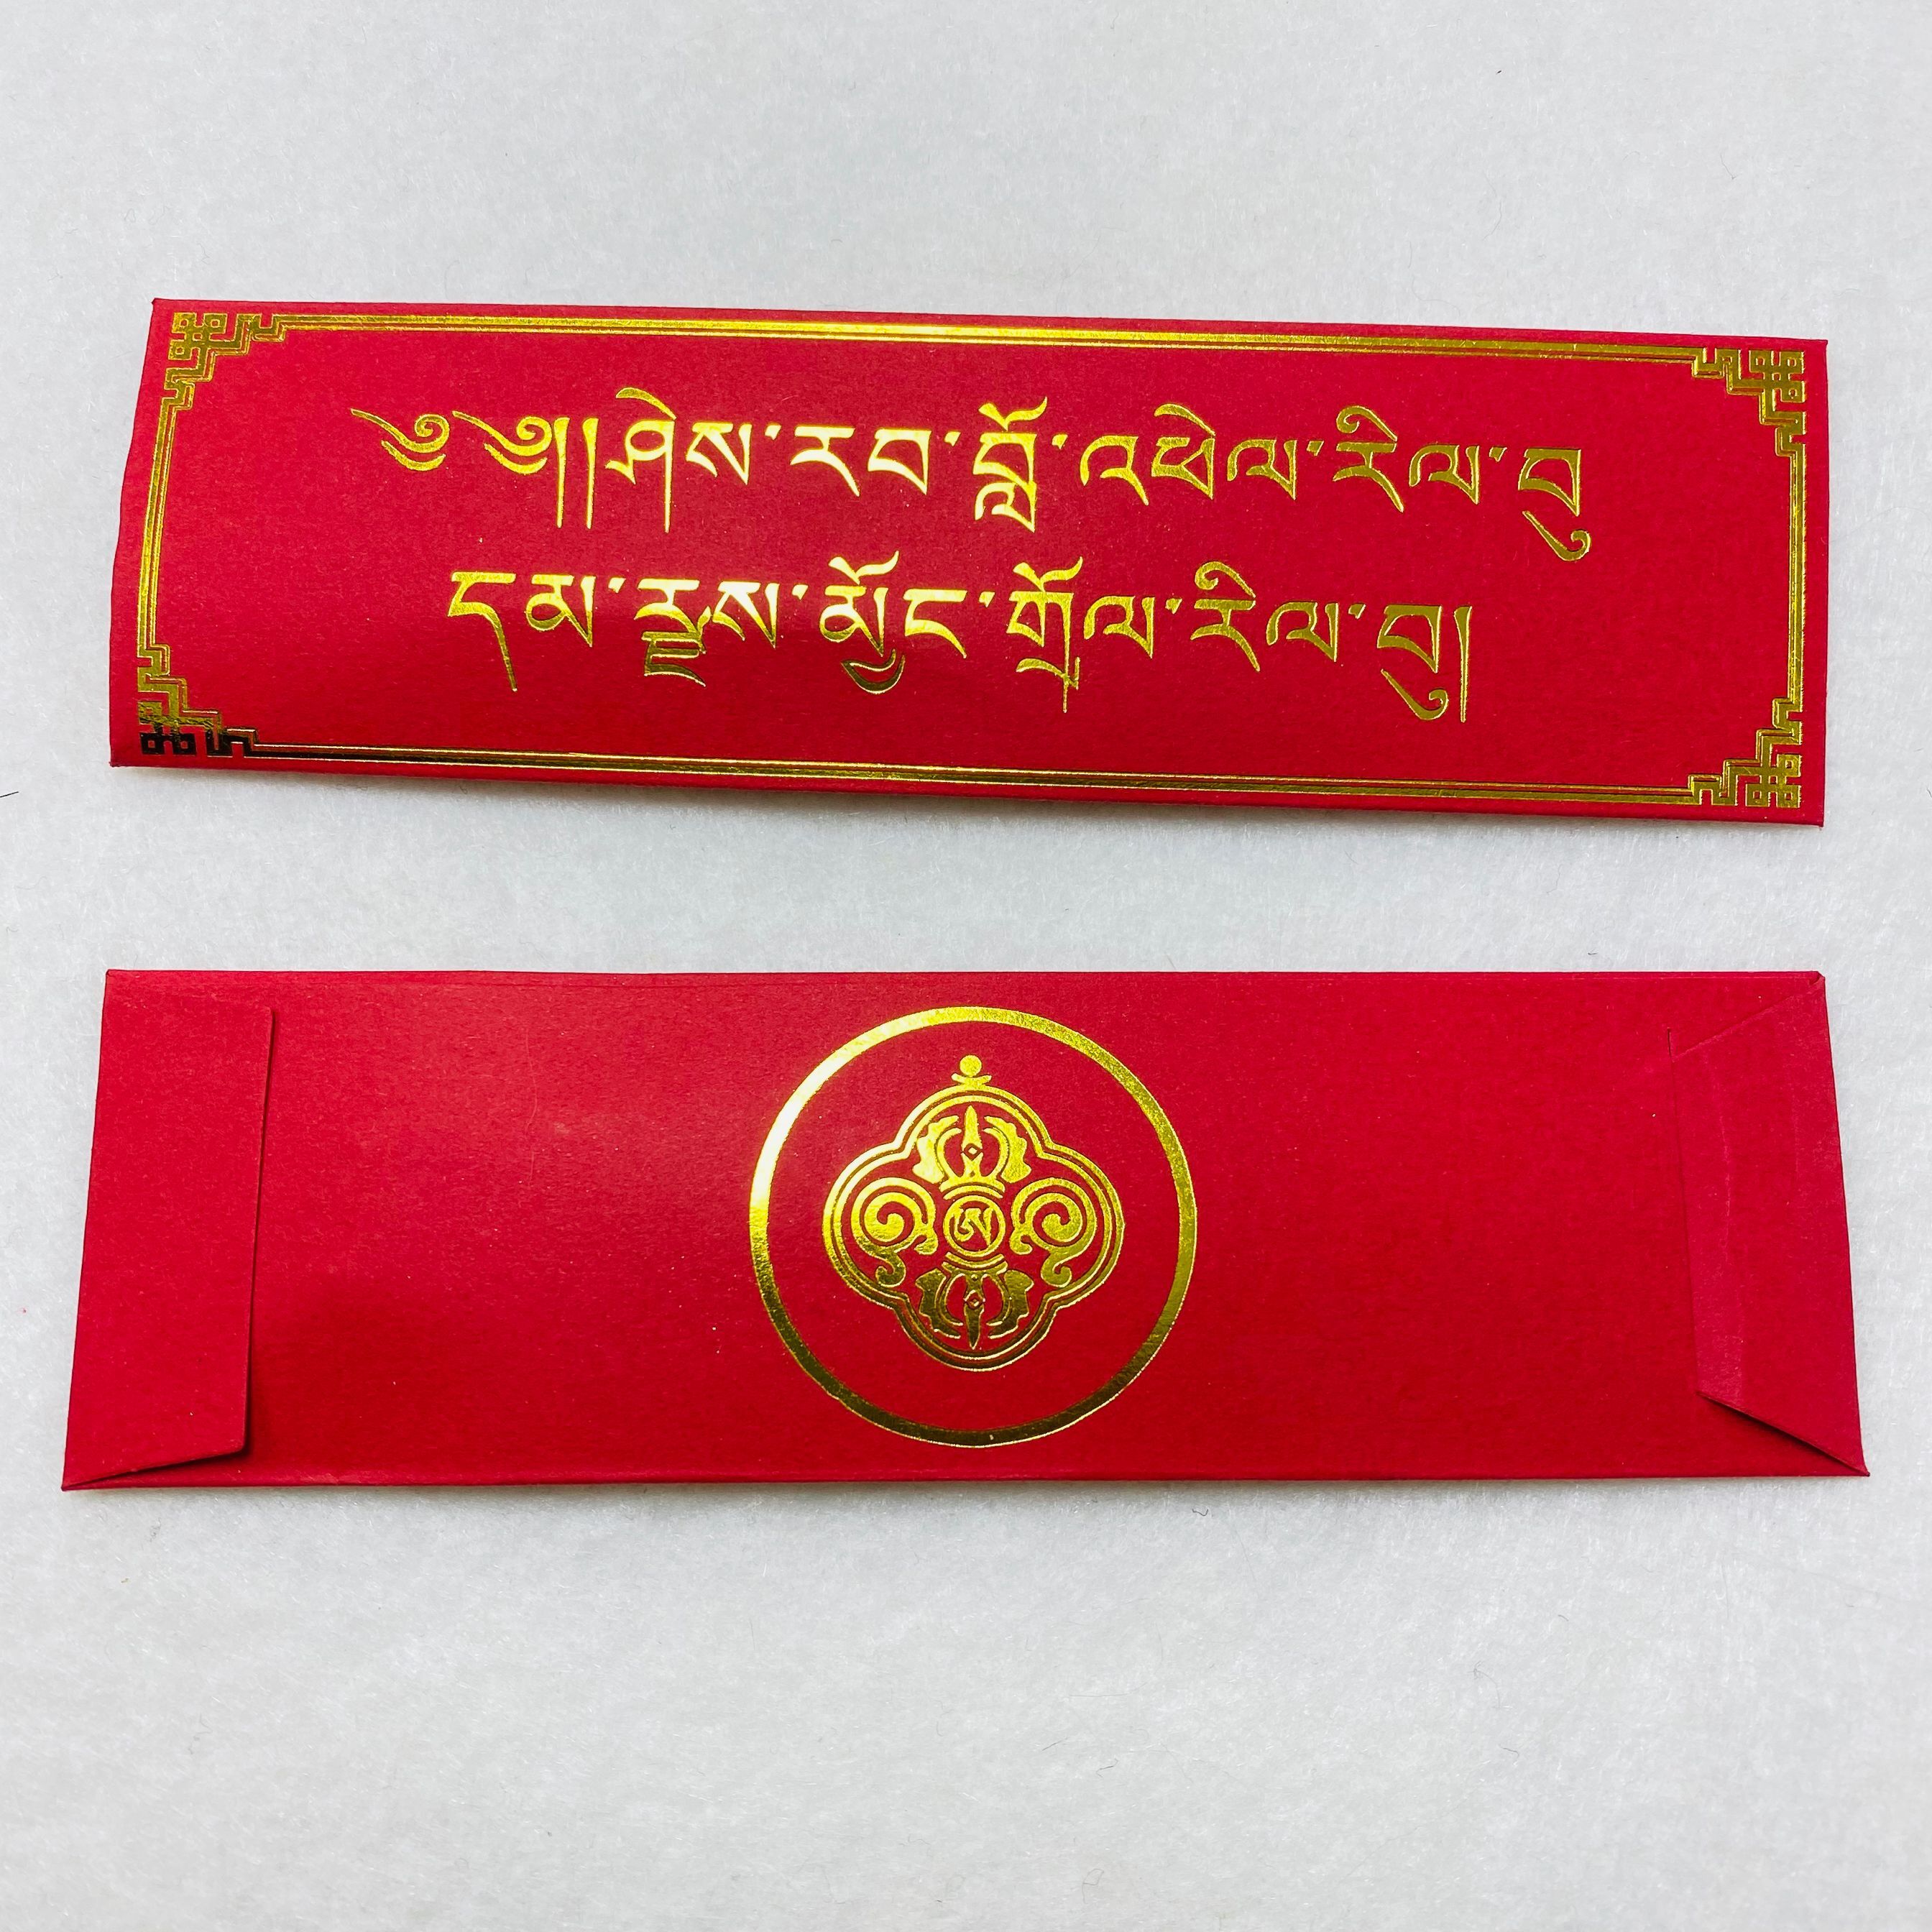 ༄༅།།ཤེས་རབ་བློ་འཕེལ་རིལ་བུ
དམ་རྫས་མྱོང་གྲོལ་རིལ་བུ།
ཨ